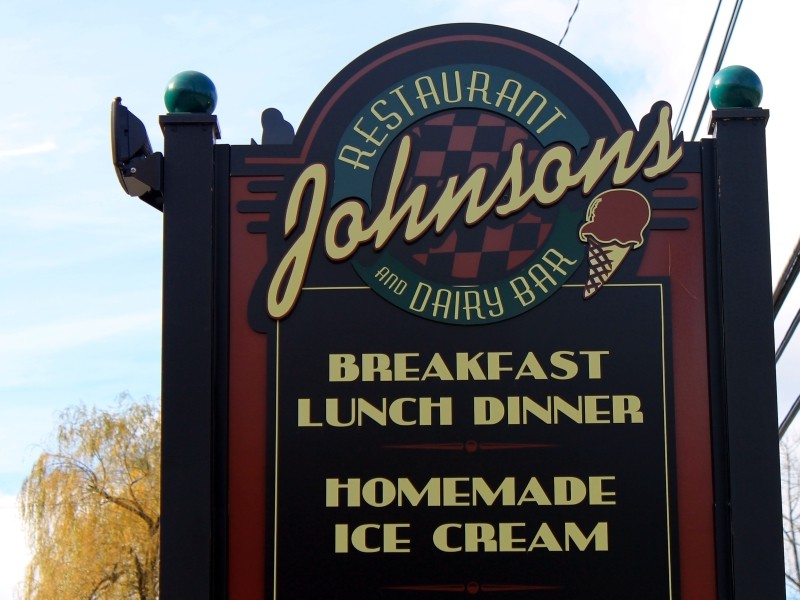 RESTAURANT
Johnsons
AND DAIRY BAR
BREAKFAST
LUNCH DINNER
HOMEMADE
ICE CREAM